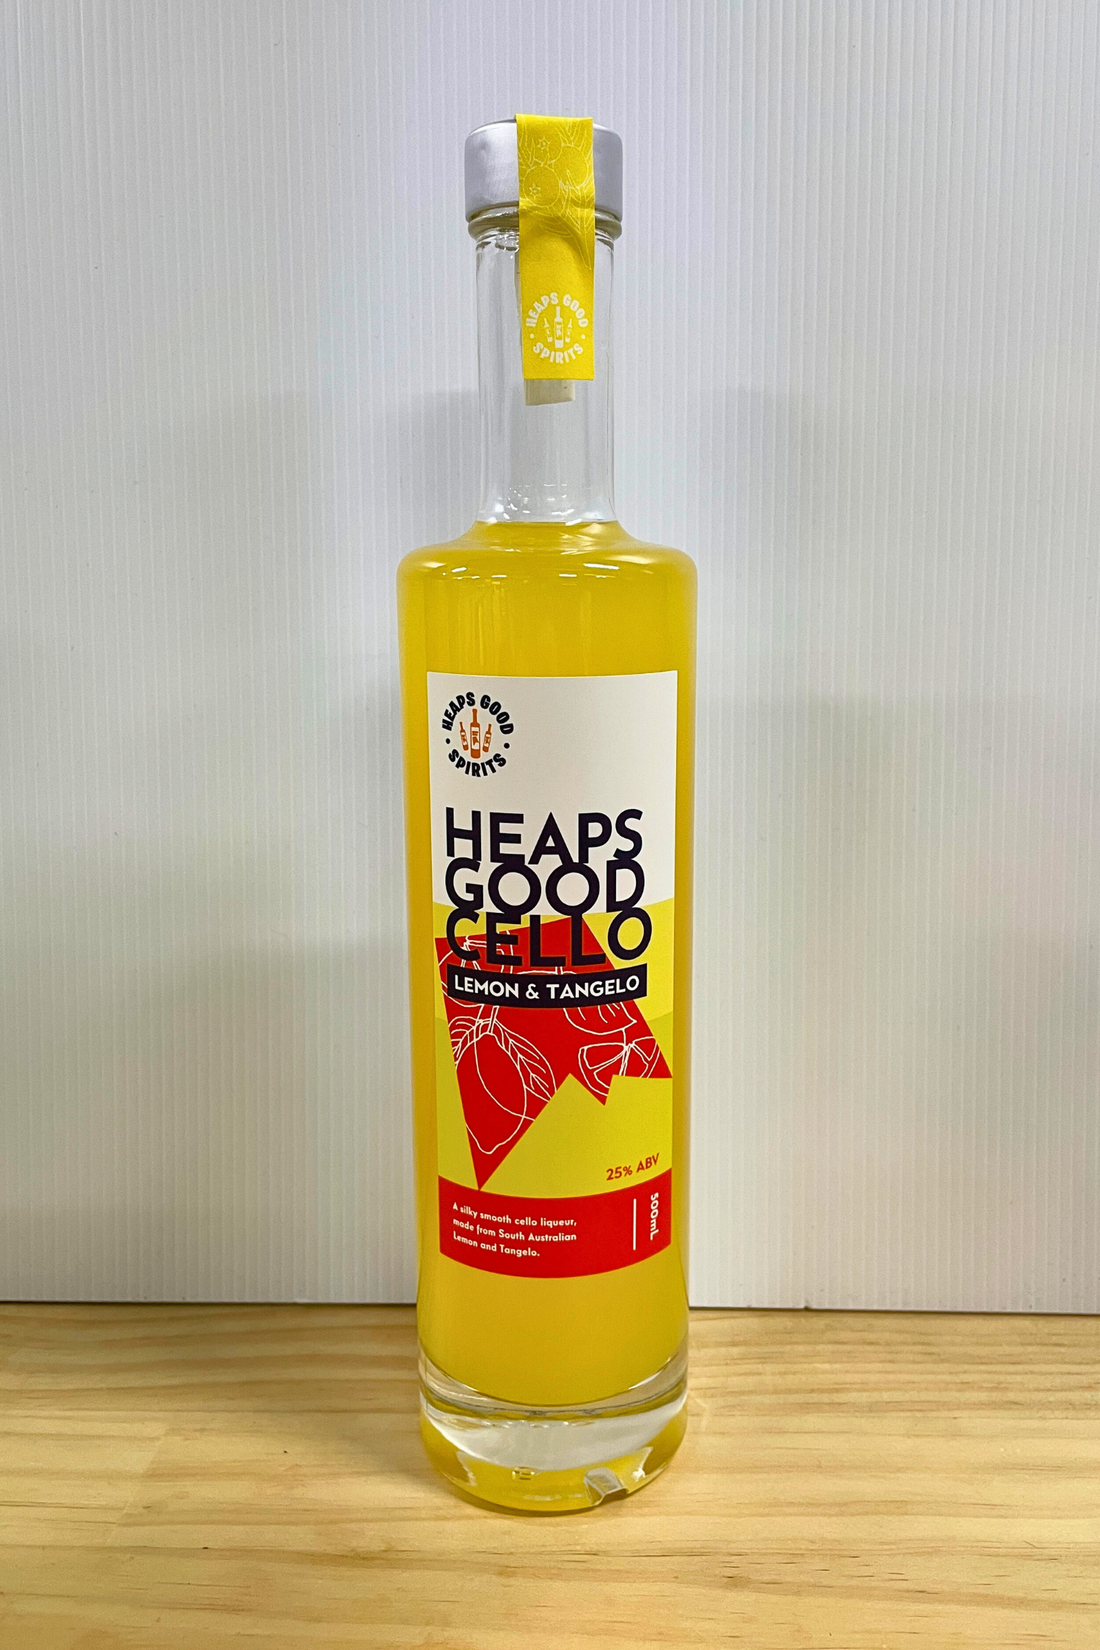 HEAPS GOOD
SPIRITS
HEAPS GOOD
SPIRITS
HEAPS
GOOD
CELLO
LEMON & TANGELO
25% ABV
A silky smooth cello liqueur,
made from South Australian
Lemon and Tangelo.
500mL